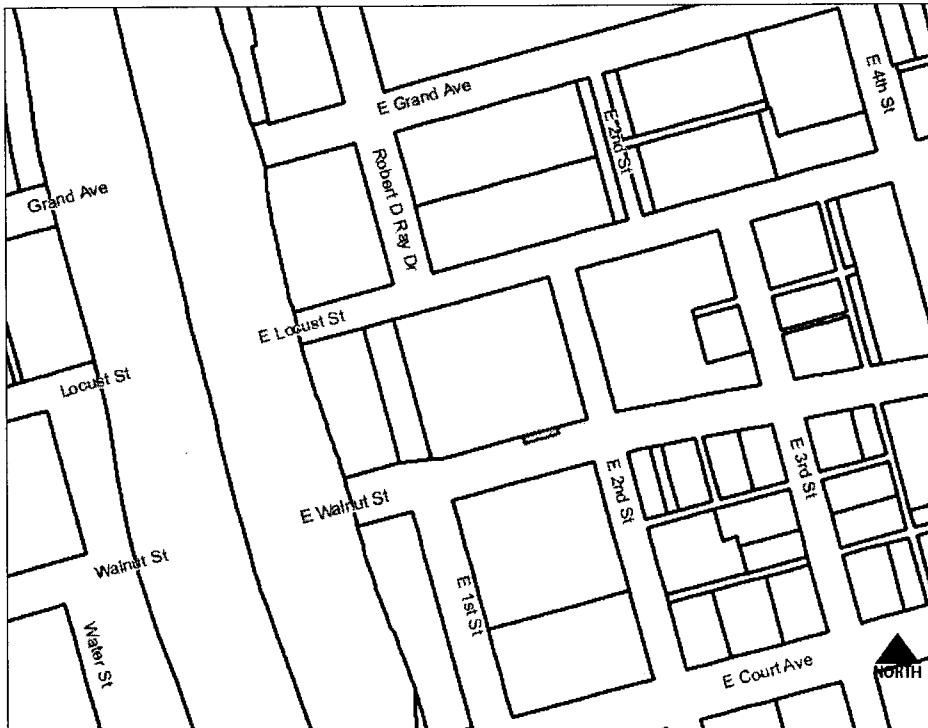 E Grand Ave
E 4th St
E 2nd St
Robert D Ray Dr
Grand Ave
E Locust St
Locust St
E Walnut St
E 2nd St
E 3rd St
Walnut St
E 1st St
Water St
E Court Ave
NORTH